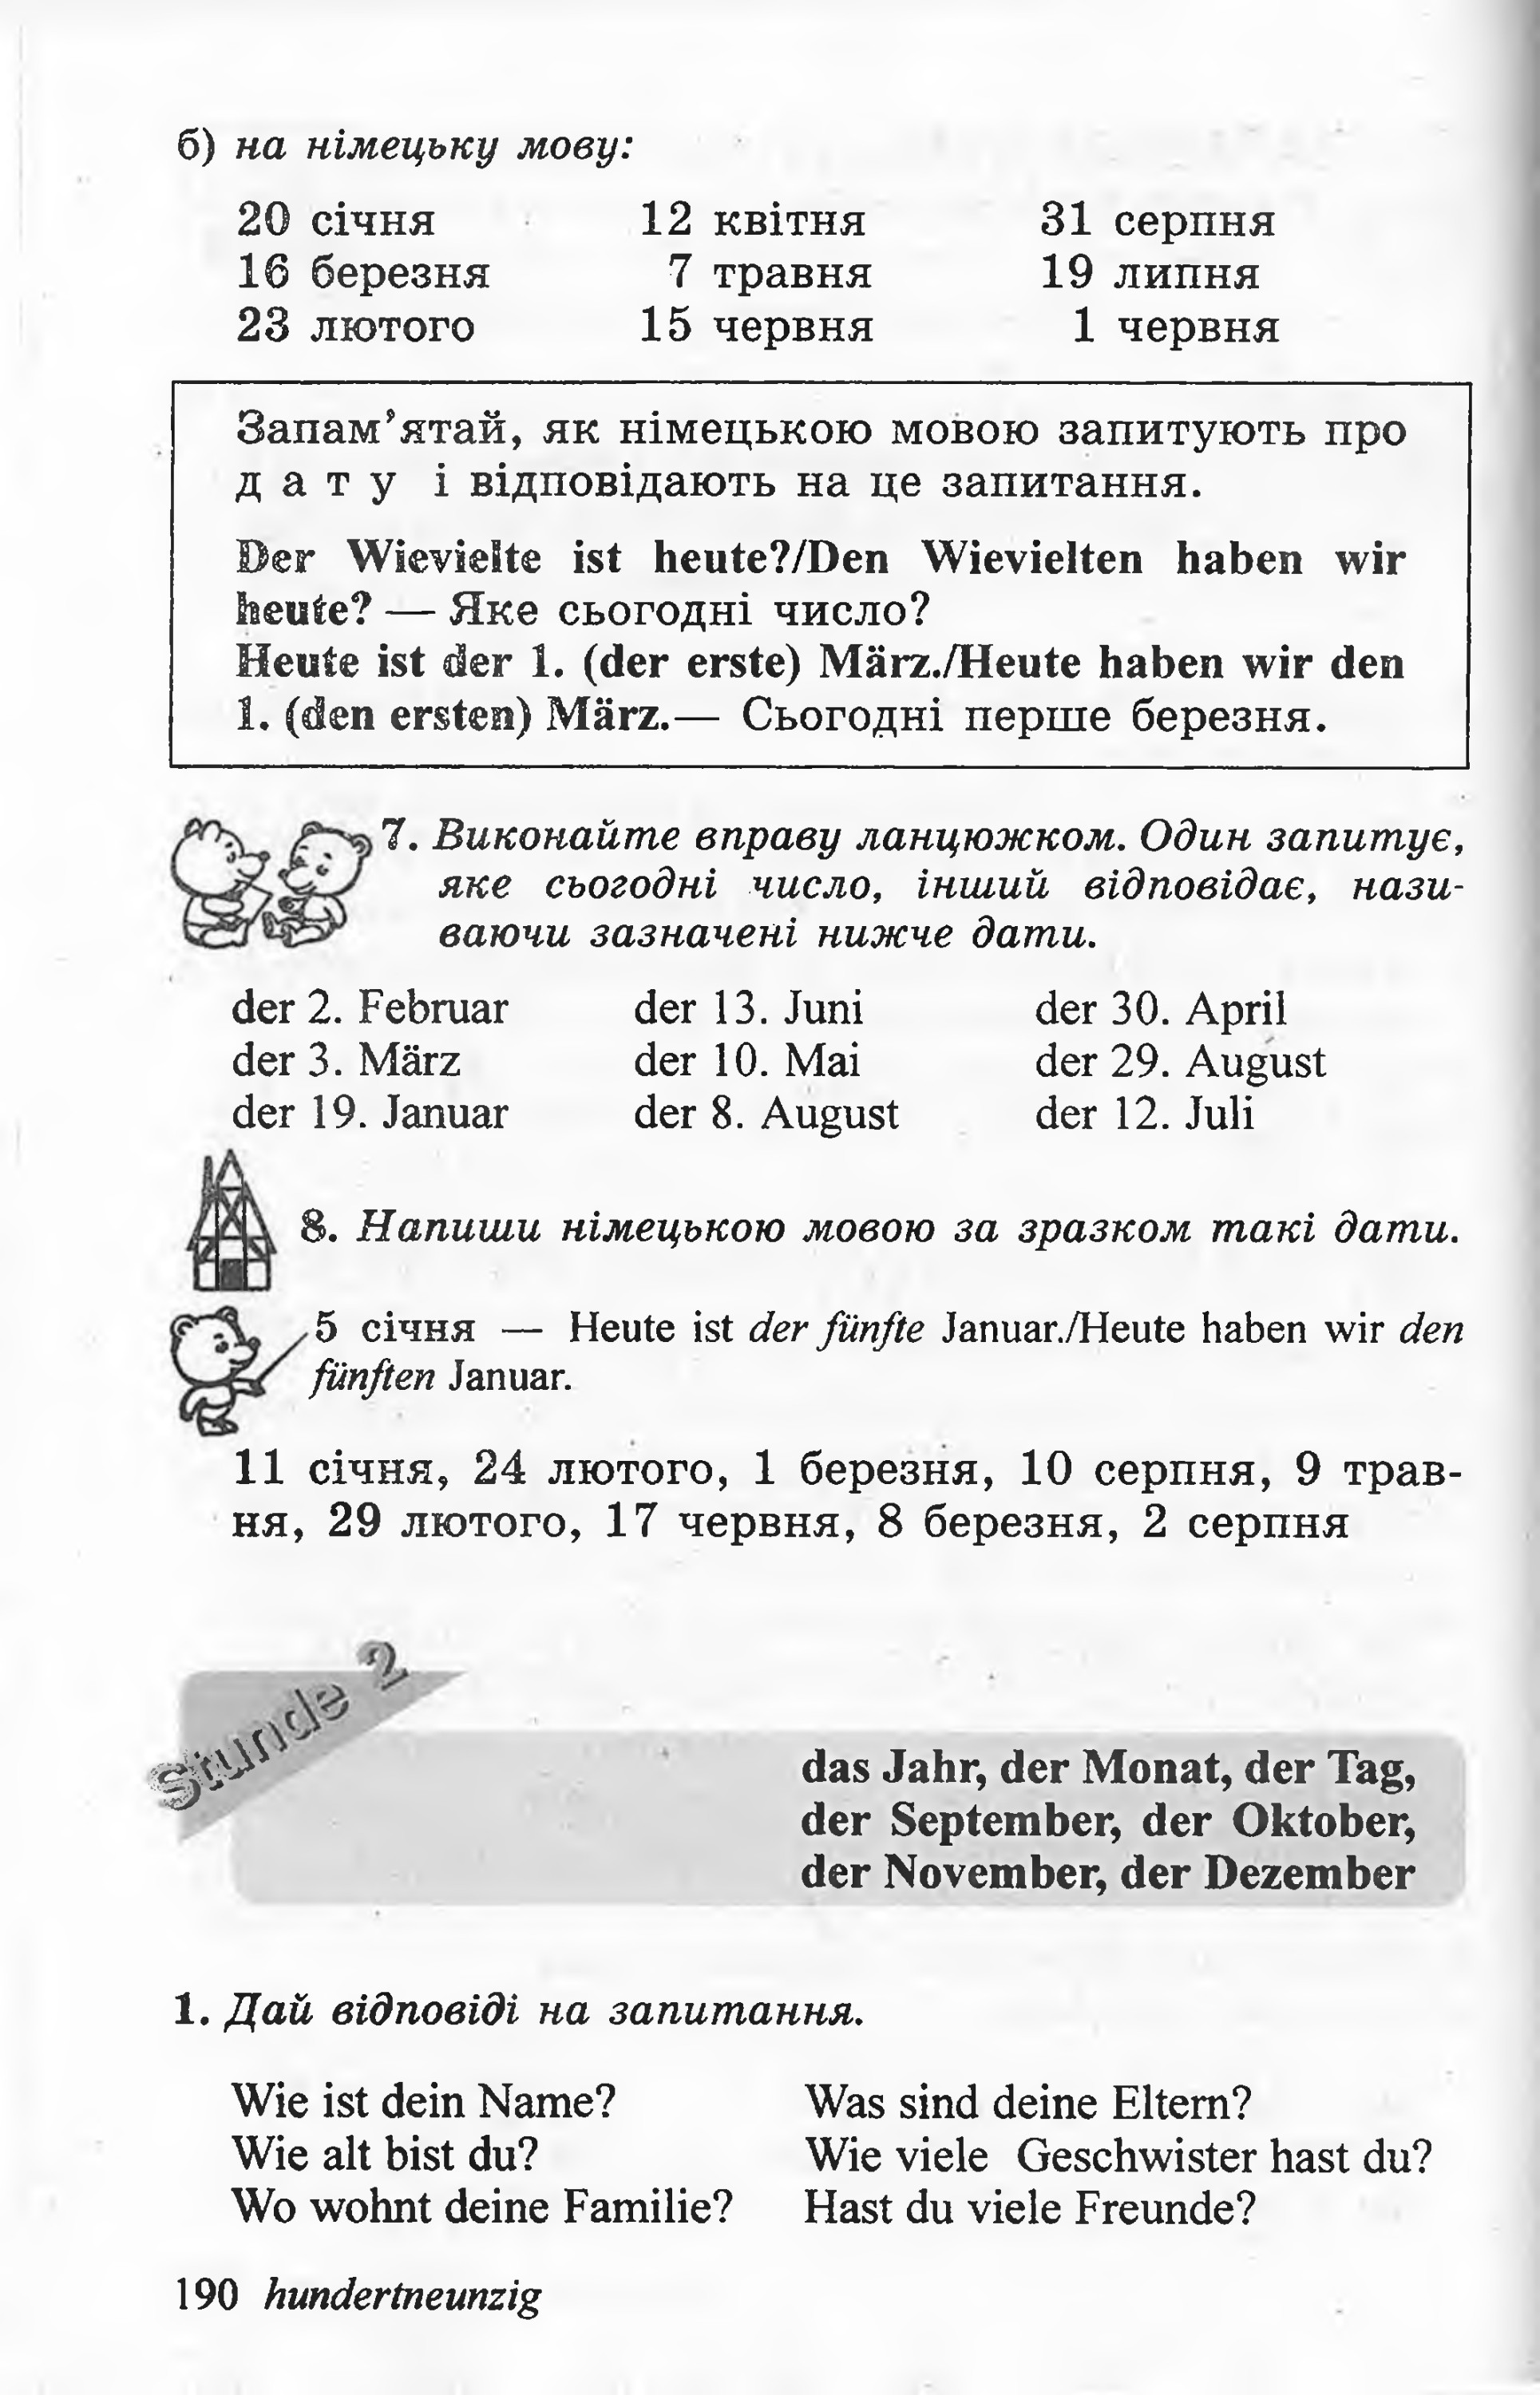 б) на німецьку мову:
20 січня 12 квітня 31 серпня
16 березня 7 травня 19 липня
23 лютого 15 червня 1 червня
Запам’ятай, як німецькою мовою запитують про
д а т у і відповідають на це запитання.
Der Wievielte ist heute?/Den Wievielten haben wir
heute? — Яке сьогодні число?
Heute ist der 1. (der erste) März./Heute haben wir den
1. (den ersten) März.— Сьогодні перше березня.
7. Виконайте вправу ланцюжком. Один запитує,
яке сьогодні число, інший відповідає, нази-
ваючи зазначені нижче дати.
der 2. Februar der 13. Juni der 30. April
der 3. März der 10. Mai der 29. August
der 19. Januar der 8. August der 12. Juli
8. Напиши німецькою мовою за зразком такі дати.
5 січня — Heute ist der fünfte Januar./Heute haben wir den
fünften Januar.
11 січня, 24 лютого, 1 березня, 10 серпня, 9 трав-
ня, 29 лютого, 17 червня, 8 березня, 2 серпня
Stunde 2
das Jahr, der Monat, der Tag,
der September, der Oktober,
der November, der Dezember
1. Дай відповіді на запитання.
Wie ist dein Name? Was sind deine Eltern?
Wie alt bist du? Wie viele Geschwister hast du?
Wo wohnt deine Familie? Hast du viele Freunde?
190 hundertneunzig